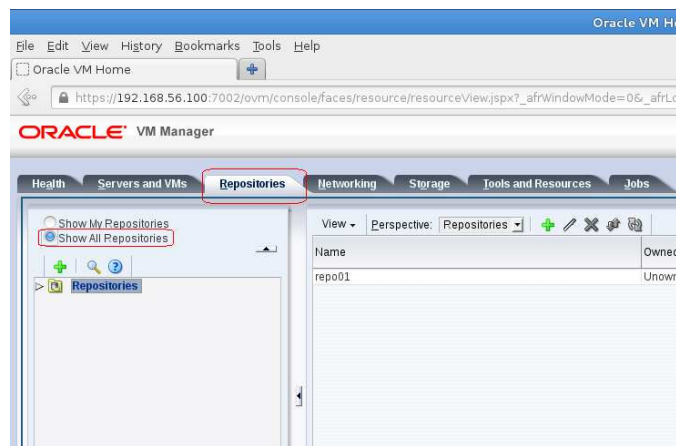 Oracle VM H
File Edit View History Bookmarks Tools Help
Oracle VM Home
https://192.168.56.100:7002/ovm/console/faces/resource/resourceView.jspx?_afrWindowMode=0&_afrLo
ORACLE VM Manager
Health Servers and VMs Repositories Networking Storage Tools and Resources Jobs
Show My Repositories
Show All Repositories
View Perspective: Repositories
Name Owned
Repositories
repo01 Unown